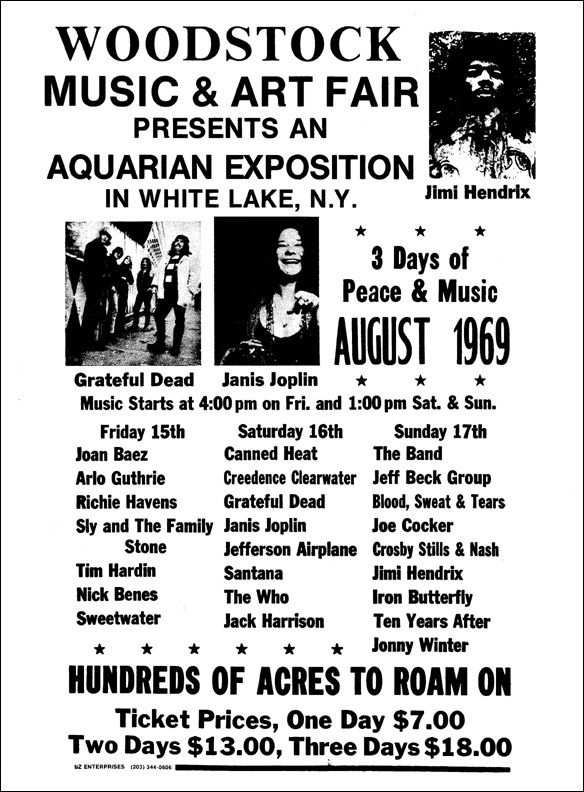 WOODSTOCK
MUSIC & ART FAIR
PRESENTS AN
AQUARIAN EXPOSITION
IN WHITE LAKE, N.Y.
Jimi Hendrix
★ ★ ★
3 Days of
Peace & Music
AUGUST 1969
★ ★ ★
Grateful Dead
Janis Joplin
Music Starts at 4:00 pm on Fri. and 1:00 pm Sat. & Sun.
Friday 15th
Joan Baez
Arlo Guthrie
Richie Havens
Sly and The Family
Stone
Tim Hardin
Nick Benes
Sweetwater
Saturday 16th
Canned Heat
Creedence Clearwater
Grateful Dead
Janis Joplin
Jefferson Airplane
Santana
The Who
Jack Harrison
Sunday 17th
The Band
Jeff Beck Group
Blood, Sweat & Tears
Joe Cocker
Crosby Stills & Nash
Jimi Hendrix
Iron Butterfly
Ten Years After
Jonny Winter
★ ★ ★ ★ ★ ★
HUNDREDS OF ACRES TO ROAM ON
Ticket Prices, One Day $7.00
Two Days $13.00, Three Days $18.00
bZ ENTERPRISES (203) 344-0606